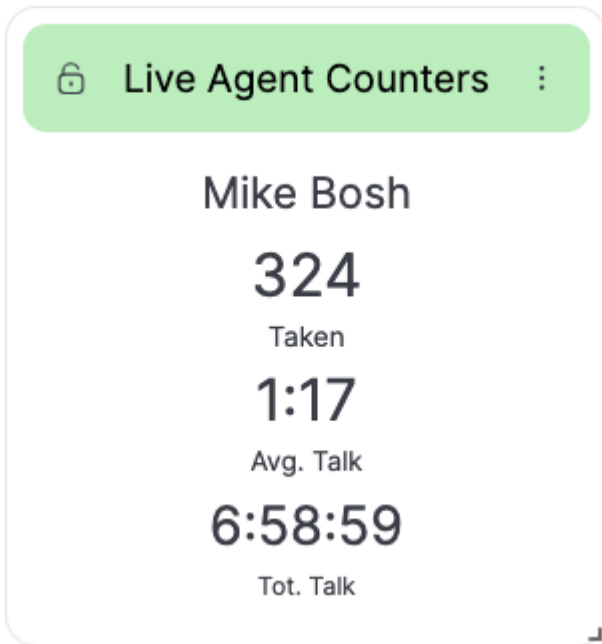 Live Agent Counters
Mike Bosh
324
Taken
1:17
Avg. Talk
6:58:59
Tot. Talk